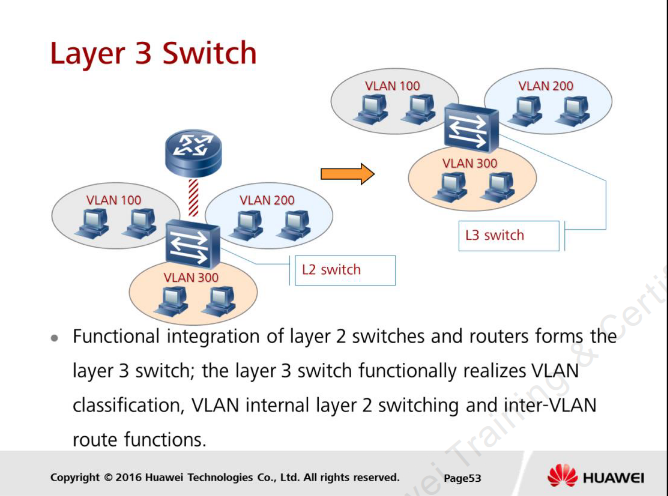 Layer 3 Switch
VLAN 100
VLAN 200
VLAN 300
L3 switch
VLAN 100
VLAN 200
VLAN 300
L2 switch
Functional integration of layer 2 switches and routers forms the
layer 3 switch; the layer 3 switch functionally realizes VLAN
classification, VLAN internal layer 2 switching and inter-VLAN
route functions.
Training & Certi
Copyright © 2016 Huawei Technologies Co., Ltd. All rights reserved.
Page53
HUAWEI